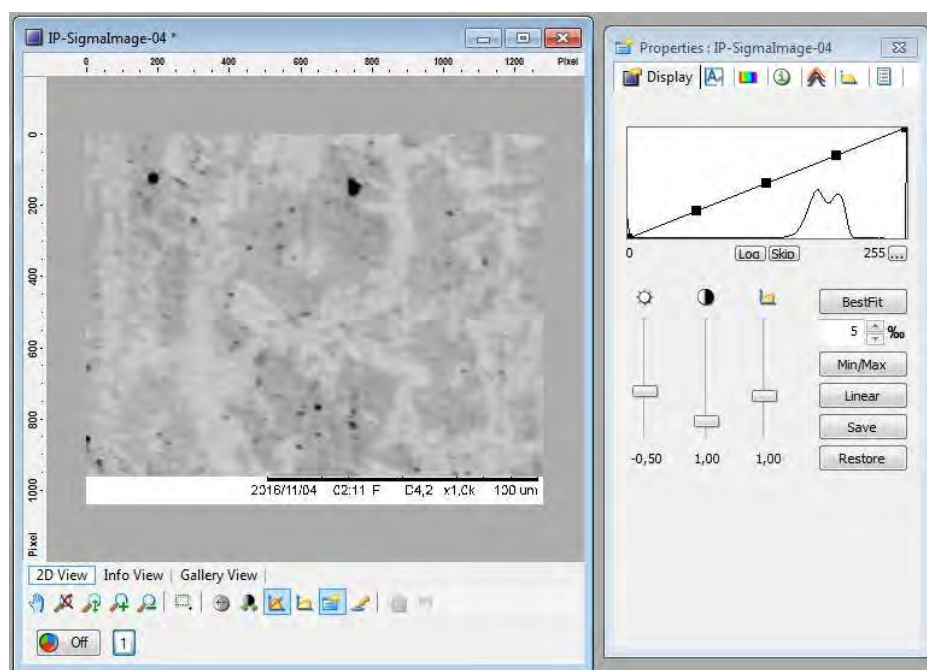 IP-SigmaImage-04 *
0 200 400 600 800 1000 1200 Pixel
0
200
400
600
800
1000
Pixel
2016/11/04 02:11 F D4,2 x1,0k 100 um
2D View Info View Gallery View
Off 1
Properties : IP-SigmaImage-04
Display
0 Log Skip 255 ...
BestFit
5 ‰
Min/Max
Linear
Save
-0,50 1,00 1,00 Restore